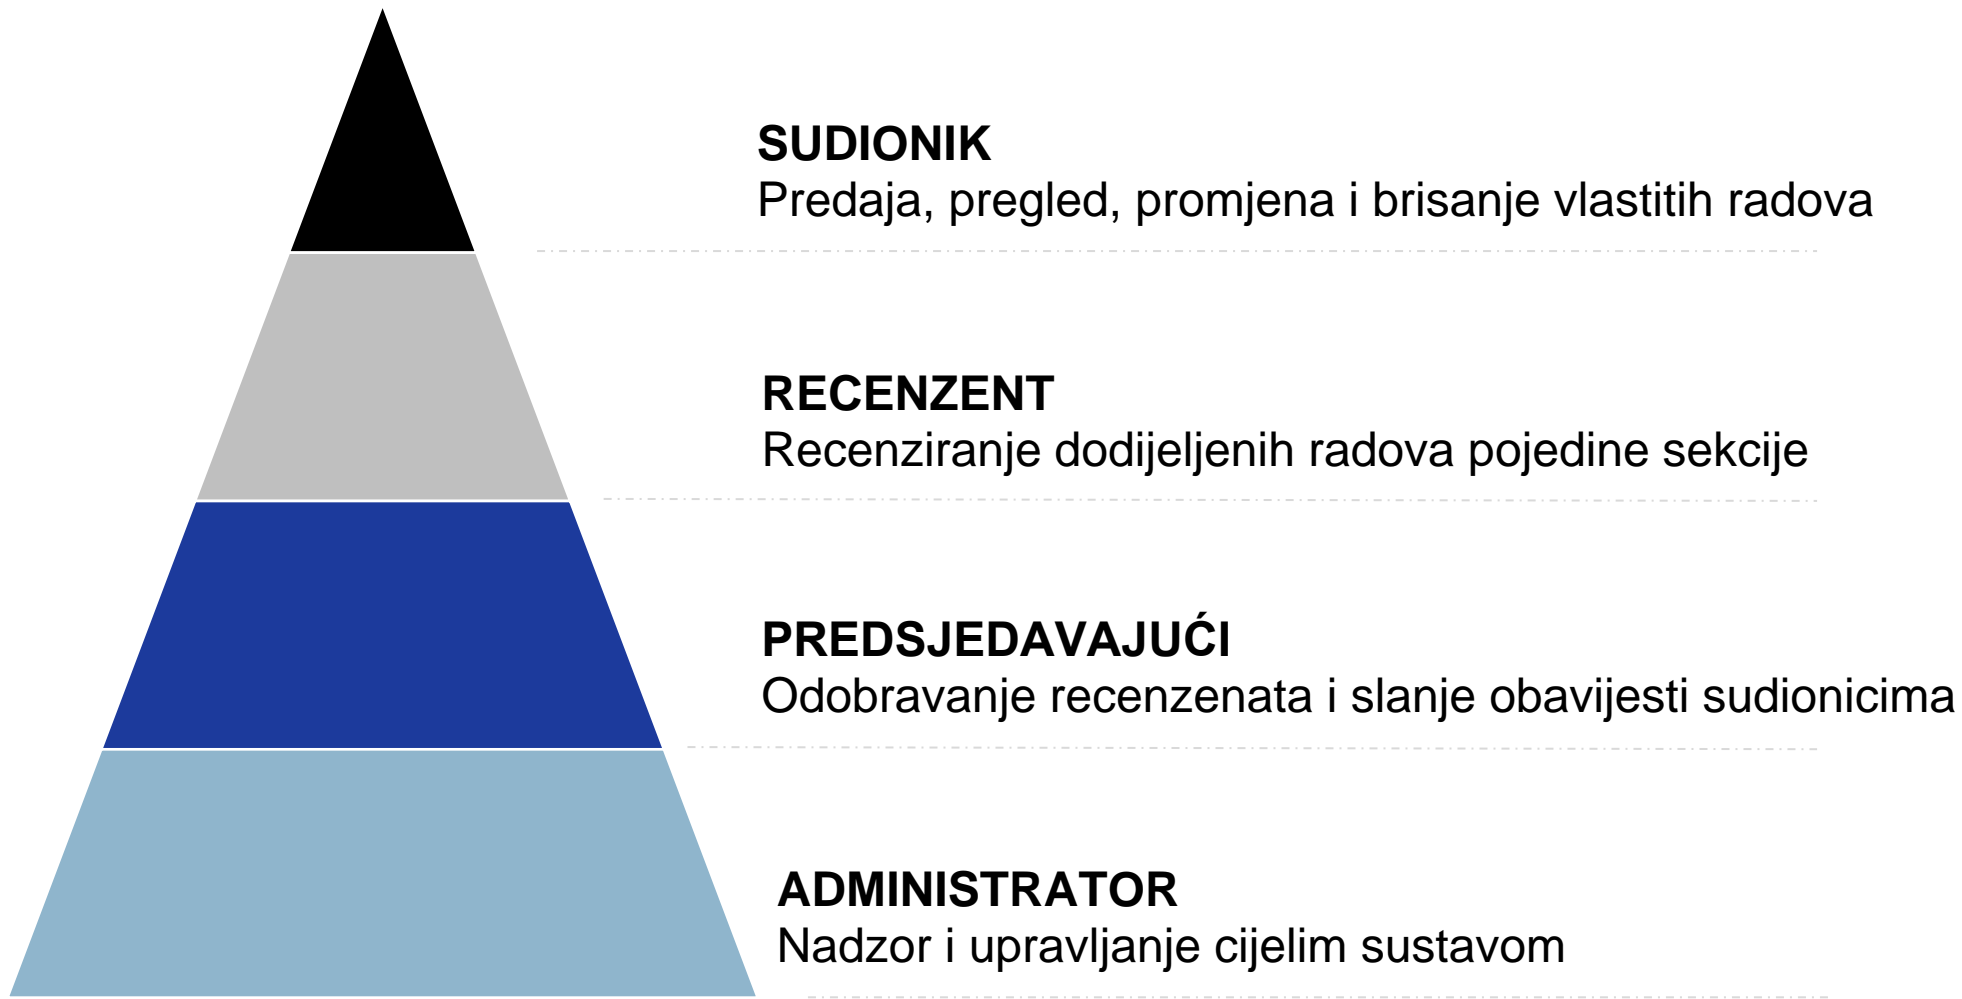 SUDIONIK
Predaja, pregled, promjena i brisanje vlastitih radova
RECENZENT
Recenziranje dodijeljenih radova pojedine sekcije
PREDSJEDAVAJUĆI
Odobravanje recenzenata i slanje obavijesti sudionicima
ADMINISTRATOR
Nadzor i upravljanje cijelim sustavom